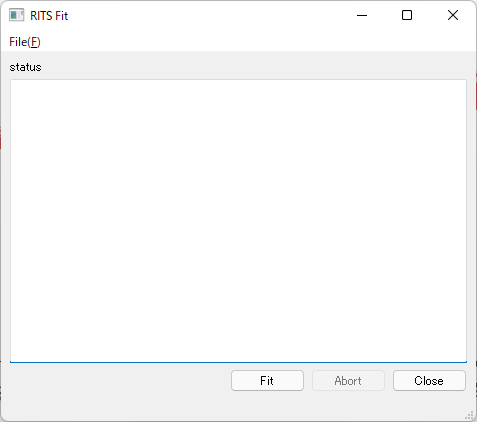 RITS Fit
File(F)
status
Fit Abort Close